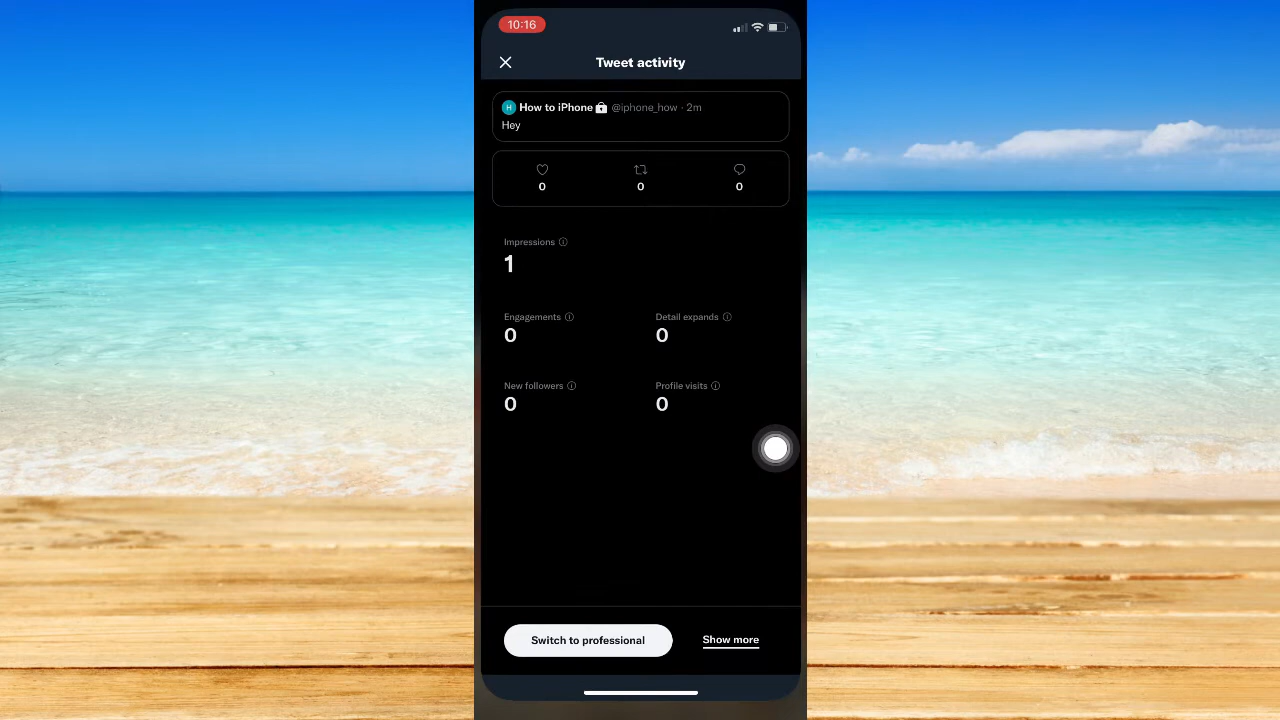 10:16
Tweet activity
H How to iPhone @iphone_how · 2m
Hey
0 0 0
Impressions
1
Engagements Detail expands
0 0
New followers Profile visits
0 0
Switch to professional Show more